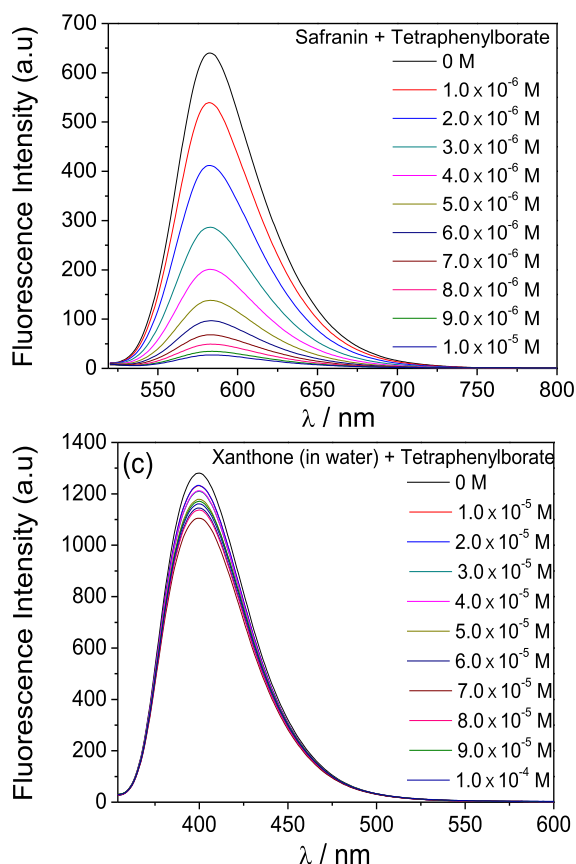 Safranin + Tetraphenylborate
0 M
1.0 x 10⁻⁶ M
2.0 x 10⁻⁶ M
3.0 x 10⁻⁶ M
4.0 x 10⁻⁶ M
5.0 x 10⁻⁶ M
6.0 x 10⁻⁶ M
7.0 x 10⁻⁶ M
8.0 x 10⁻⁶ M
9.0 x 10⁻⁶ M
1.0 x 10⁻⁵ M
Fluorescence Intensity (a.u)
700
600
500
400
300
200
100
0
550 600 650 700 750 800
λ / nm
(c)
Xanthone (in water) + Tetraphenylborate
0 M
1.0 x 10⁻⁵ M
2.0 x 10⁻⁵ M
3.0 x 10⁻⁵ M
4.0 x 10⁻⁵ M
5.0 x 10⁻⁵ M
6.0 x 10⁻⁵ M
7.0 x 10⁻⁵ M
8.0 x 10⁻⁵ M
9.0 x 10⁻⁵ M
1.0 x 10⁻⁴ M
Fluorescence Intensity (a.u)
1400
1200
1000
800
600
400
200
0
400 450 500 550 600
λ / nm